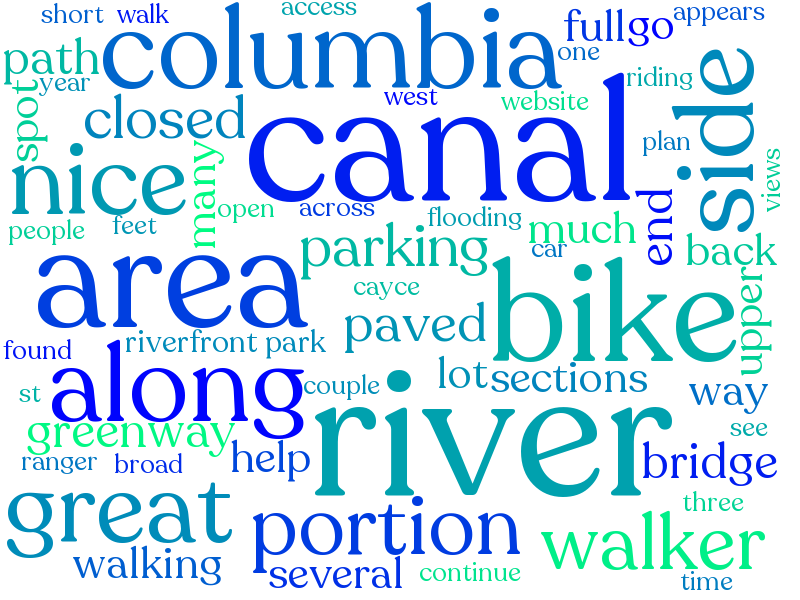 short walk access appears
columbia fullgo
path one
year riding
spot closed west website side
canal plan views
nice many
people feet open across flooding much end back
parking car
area cayce bike upper
riverfront park paved
found along couple lot sections way
st river see
greenway
ranger broad help bridge
great portion three
walker
walking several continue time